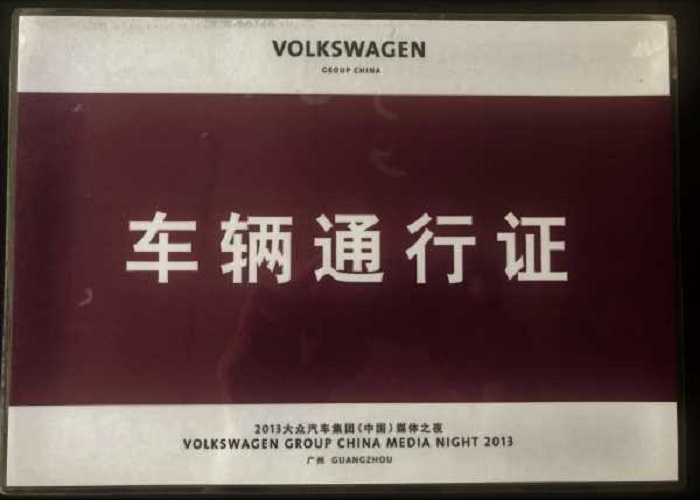 VOLKSWAGEN
GROUP CHINA
车辆通行证
2013大众汽车集团(中国)媒体之夜
VOLKSWAGEN GROUP CHINA MEDIA NIGHT 2013
广州 GUANGZHOU